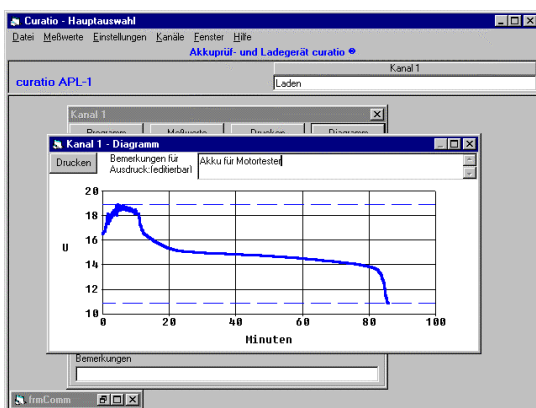 Curatio - Hauptauswahl
Datei Meßwerte Einstellungen Kanäle Fenster Hilfe
Akkuprüf- und Ladegerät curatio ®
Kanal 1
curatio APL-1
Laden
Kanal 1
Programm Meßwerte Drucken Diagramm
Kanal 1 - Diagramm
Drucken
Bemerkungen für
Ausdruck:(editierbar)
Akku für Motortester
20
18
16
U
14
12
10
0 20 40 60 80 100
Minuten
Bemerkungen
frmComm